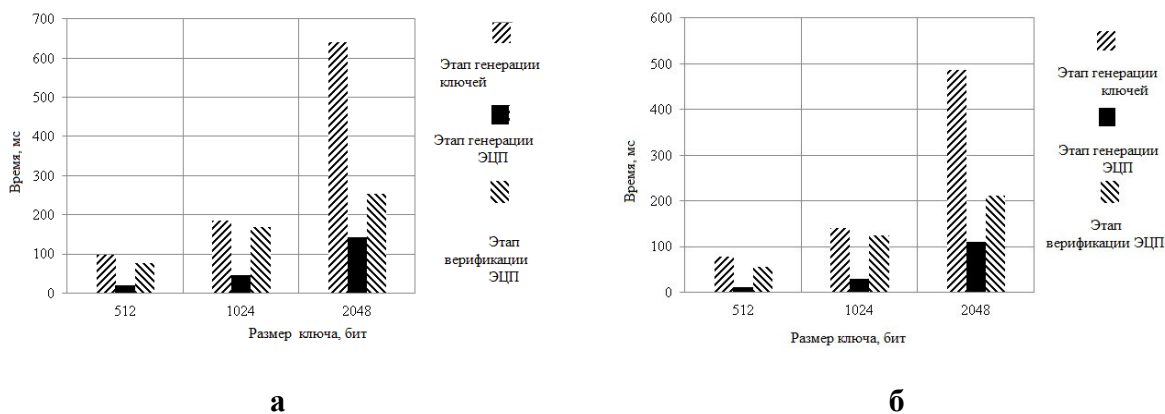 700
600
500
400
300
200
100
0
Время, мс
512
1024
2048
Размер ключа, бит
Этап генерации
ключей
Этап генерации
ЭЦП
Этап
верификации
ЭЦП
а
600
500
400
300
200
100
0
Время, мс
512
1024
2048
Размер ключа, бит
Этап генерации
ключей
Этап генерации
ЭЦП
Этап
верификации ЭЦП
б